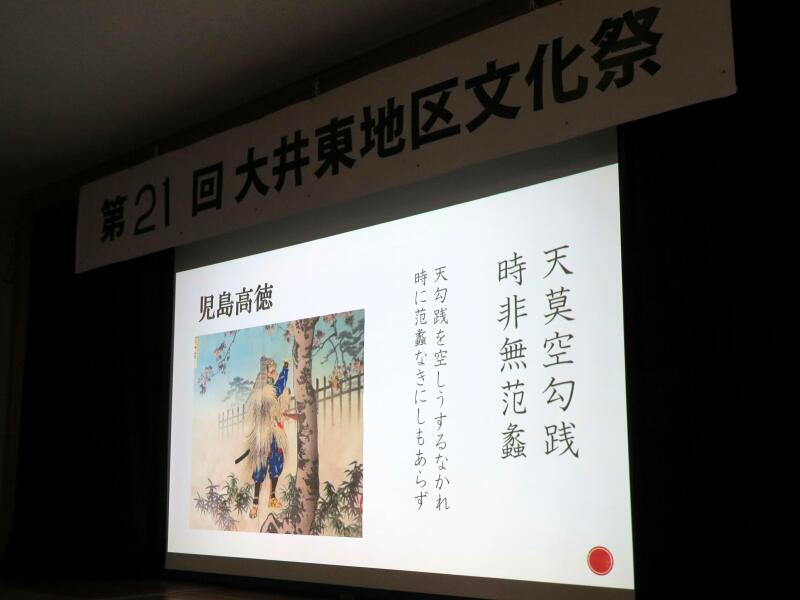 第21回 大井東地区文化祭
児島高徳
天莫空勾践
時非無范蠡
天勾践を空しうするなかれ
時に范蠡なきにしもあらず